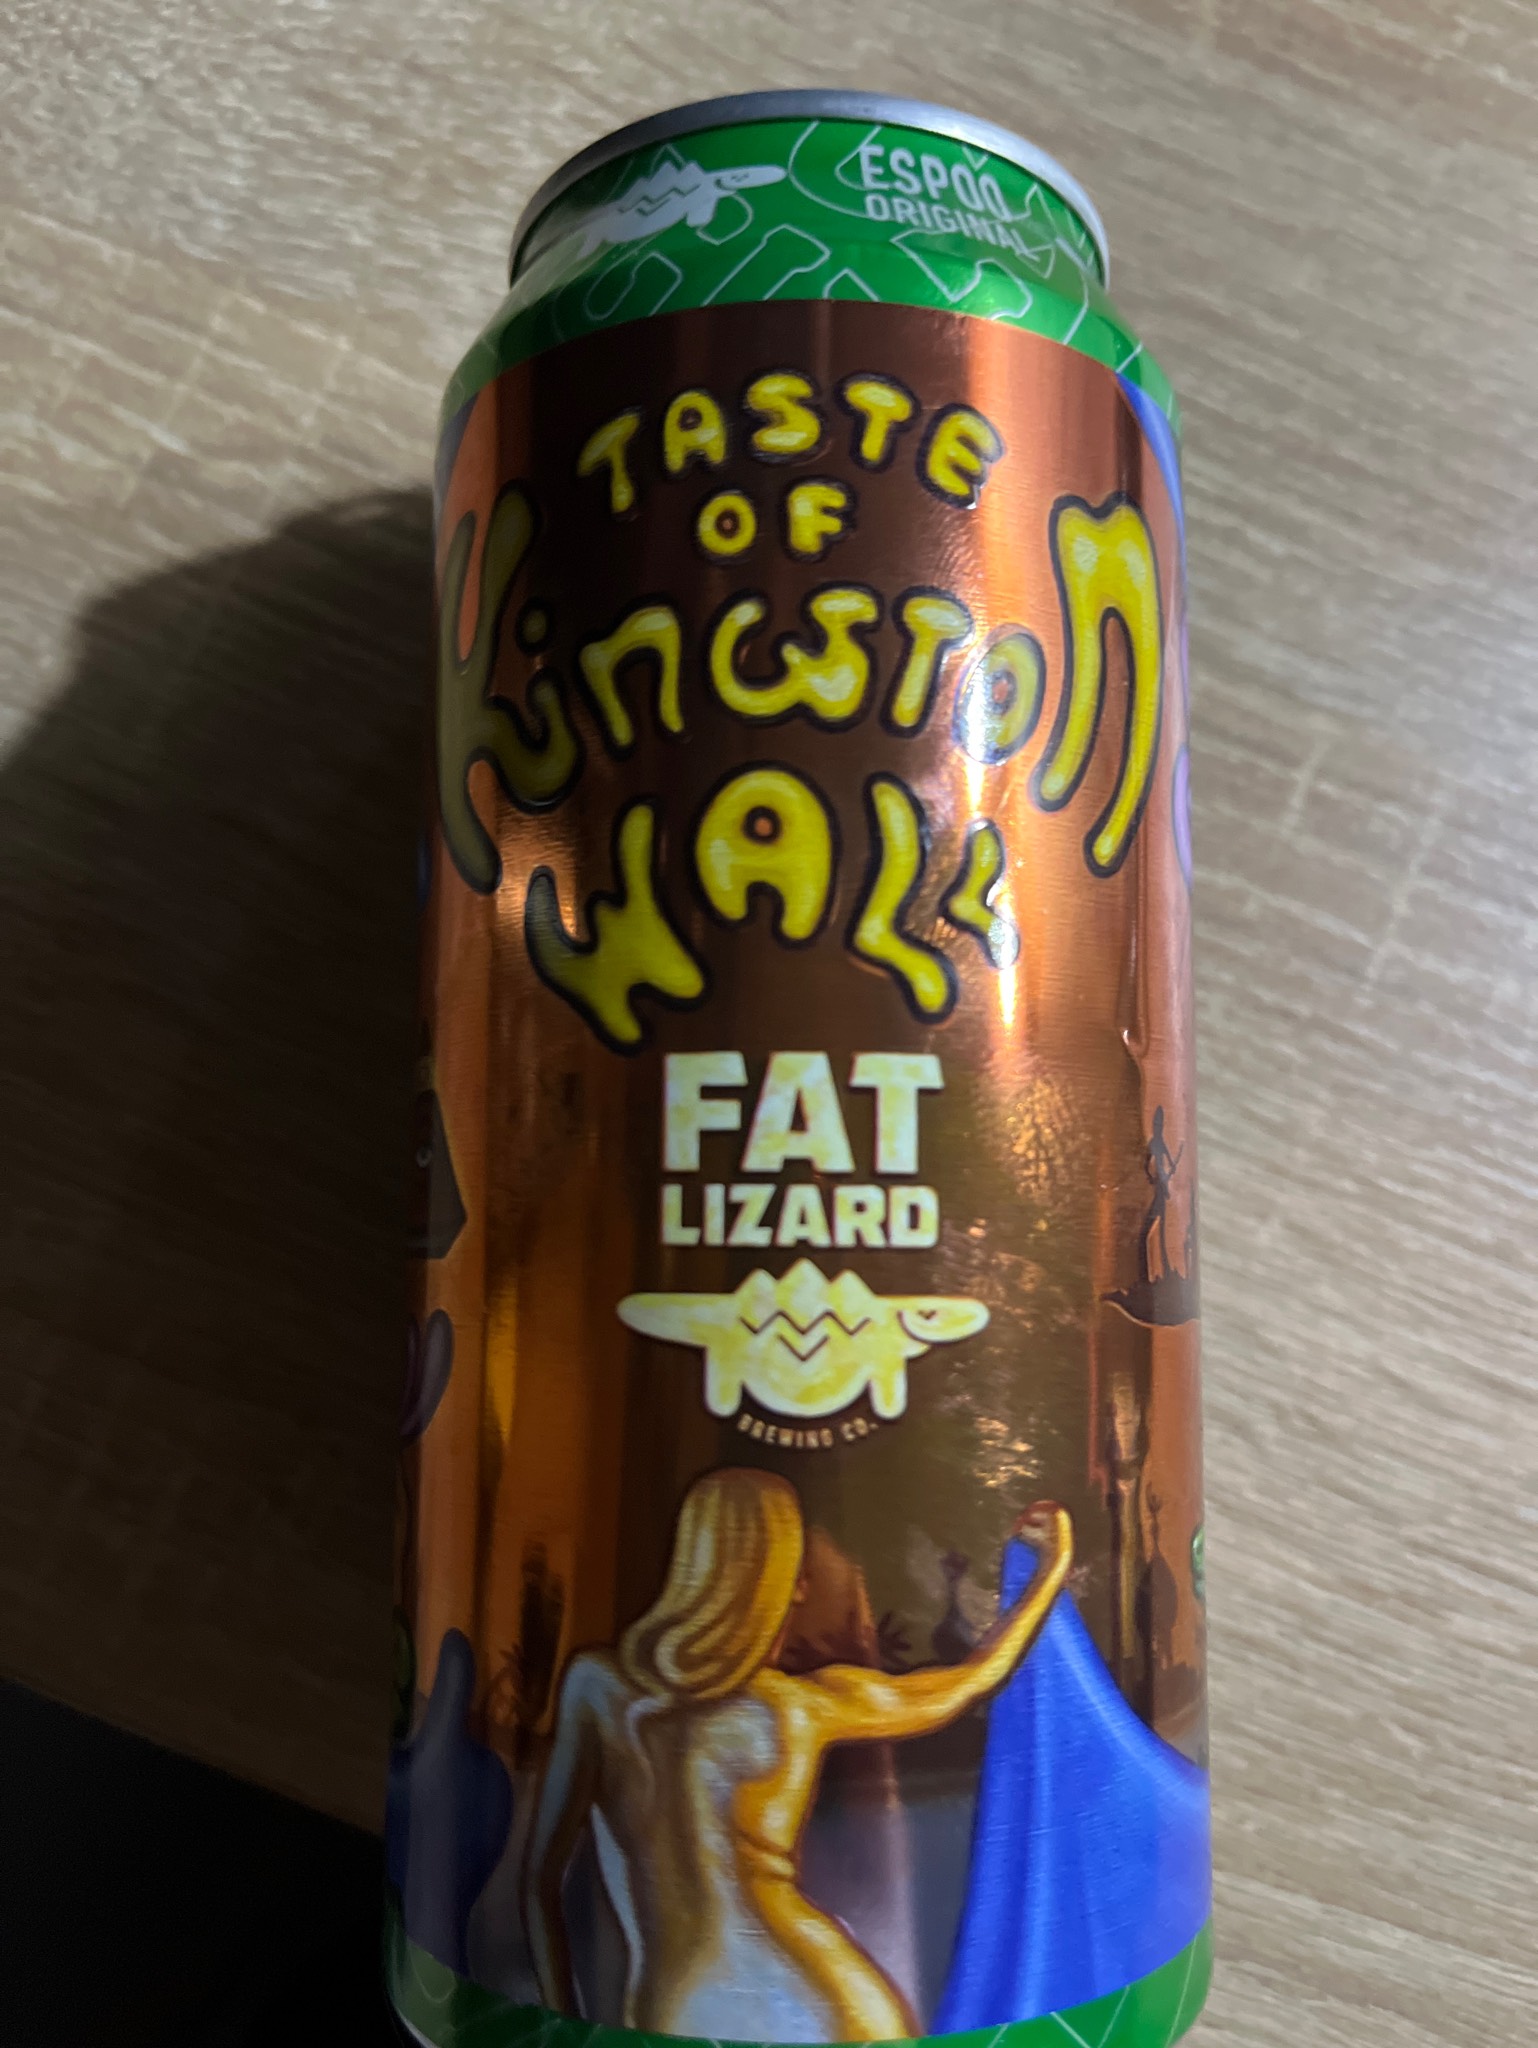 ESPOO
ORIGINAL
TASTE
OF
KinGSTON
WALL
FAT
LIZARD
BREWING CO.